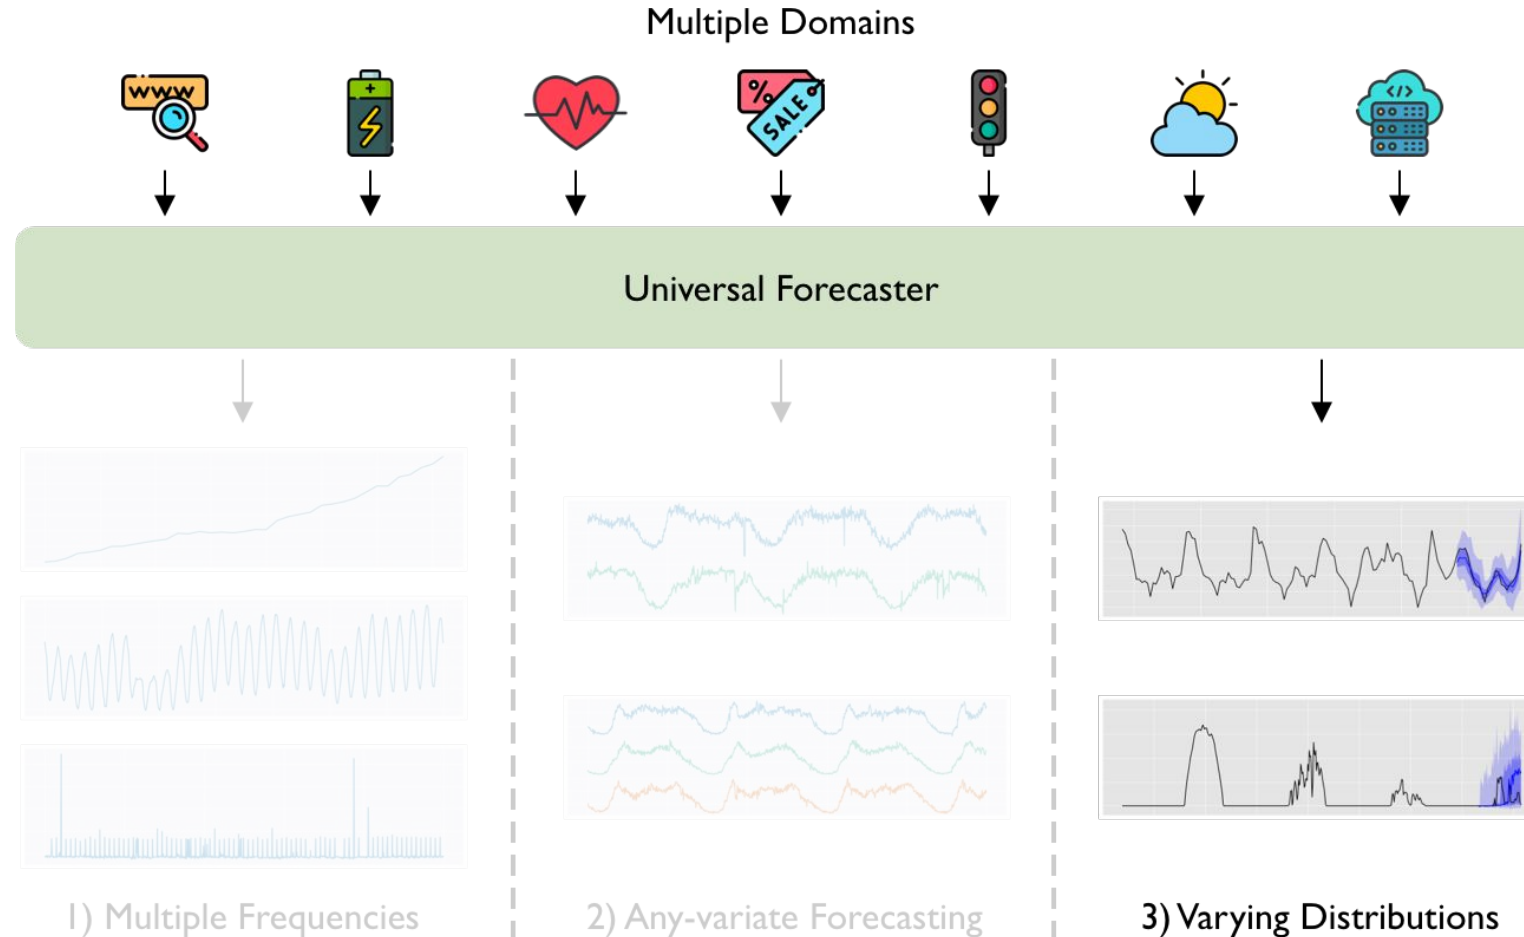 Multiple Domains
www
%
SALE
</>
Universal Forecaster
1) Multiple Frequencies
2) Any-variate Forecasting
3) Varying Distributions